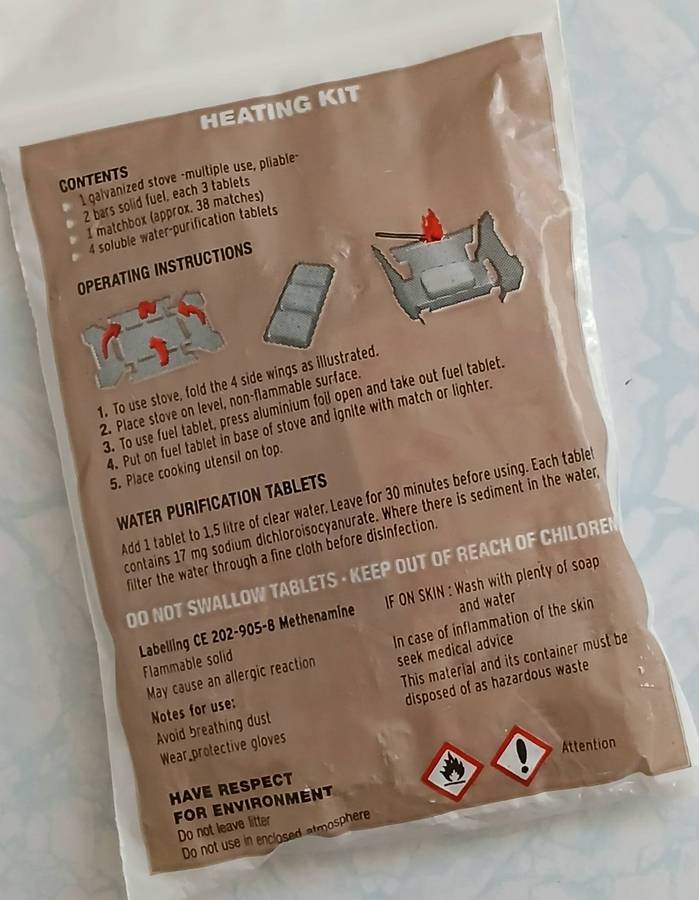 HEATING KIT
CONTENTS
1 galvanized stove -multiple use, pliable-
2 bars solid fuel, each 3 tablets
1 matchbox (approx. 38 matches)
4 soluble water-purification tablets
OPERATING INSTRUCTIONS
1. To use stove, fold the 4 side wings as illustrated.
2. Place stove on level, non-flammable surface.
3. To use fuel tablet, press aluminium foil open and take out fuel tablet.
4. Put on fuel tablet in base of stove and ignite with match or lighter.
5. Place cooking utensil on top.
WATER PURIFICATION TABLETS
Add 1 tablet to 1,5 litre of clear water. Leave for 30 minutes before using. Each tablet
contains 17 mg sodium dichloroisocyanurate. Where there is sediment in the water,
filter the water through a fine cloth before disinfection.
DO NOT SWALLOW TABLETS - KEEP OUT OF REACH OF CHILDREN
Labelling CE 202-905-8 Methenamine
Flammable solid
May cause an allergic reaction
Notes for use:
Avoid breathing dust
Wear protective gloves
IF ON SKIN : Wash with plenty of soap
and water
In case of inflammation of the skin
seek medical advice
This material and its container must be
disposed of as hazardous waste
Attention
HAVE RESPECT
FOR ENVIRONMENT
Do not leave litter
Do not use in enclosed atmosphere